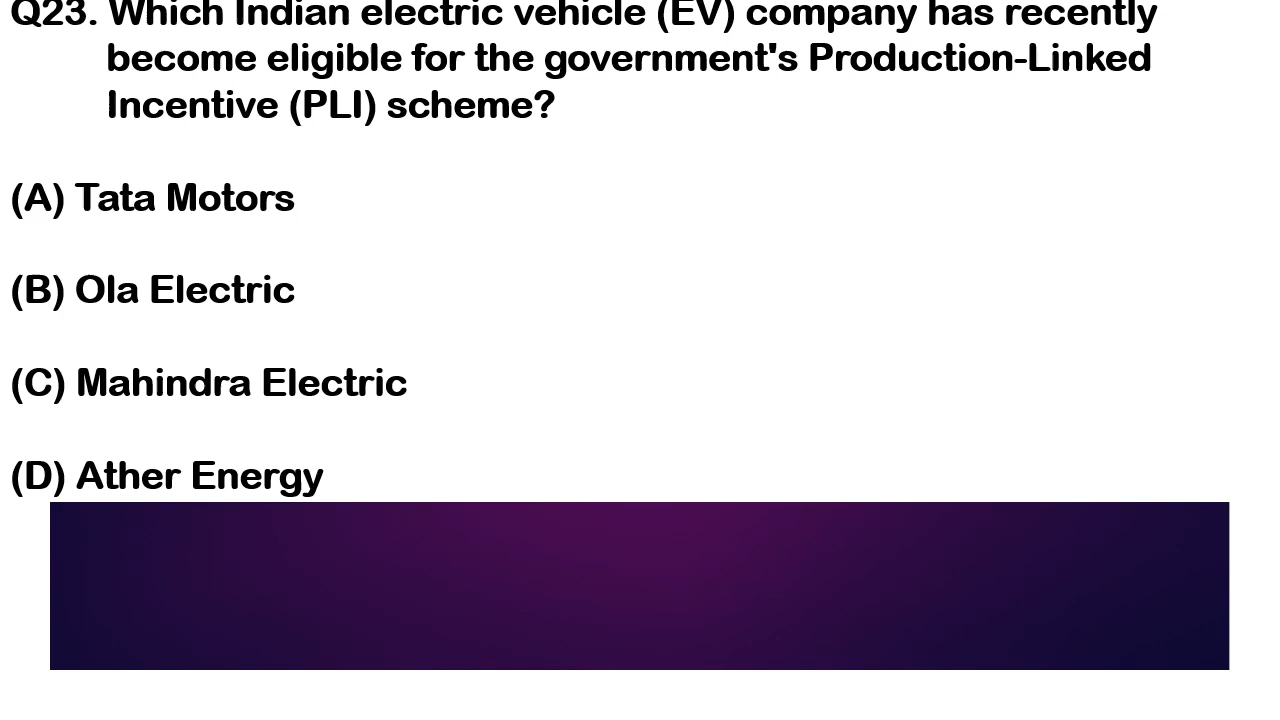 Q23. Which Indian electric vehicle (EV) company has recently
become eligible for the government's Production-Linked
Incentive (PLI) scheme?
(A) Tata Motors
(B) Ola Electric
(C) Mahindra Electric
(D) Ather Energy